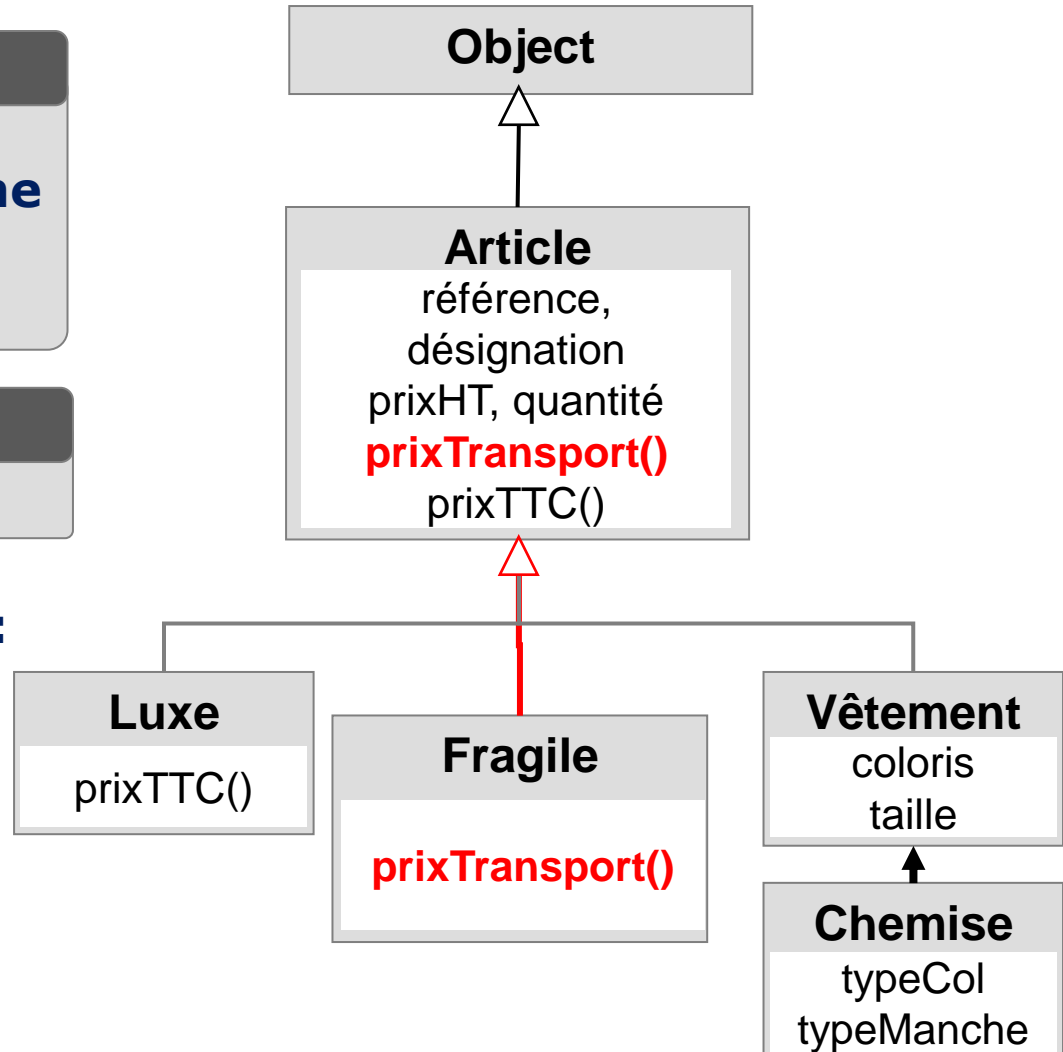 Object
Article
référence,
désignation
prixHT, quantité
prixTransport()
prixTTC()
:
Luxe
prixTTC()
Fragile
prixTransport()
Vêtement
coloris
taille
Chemise
typeCol
typeManche